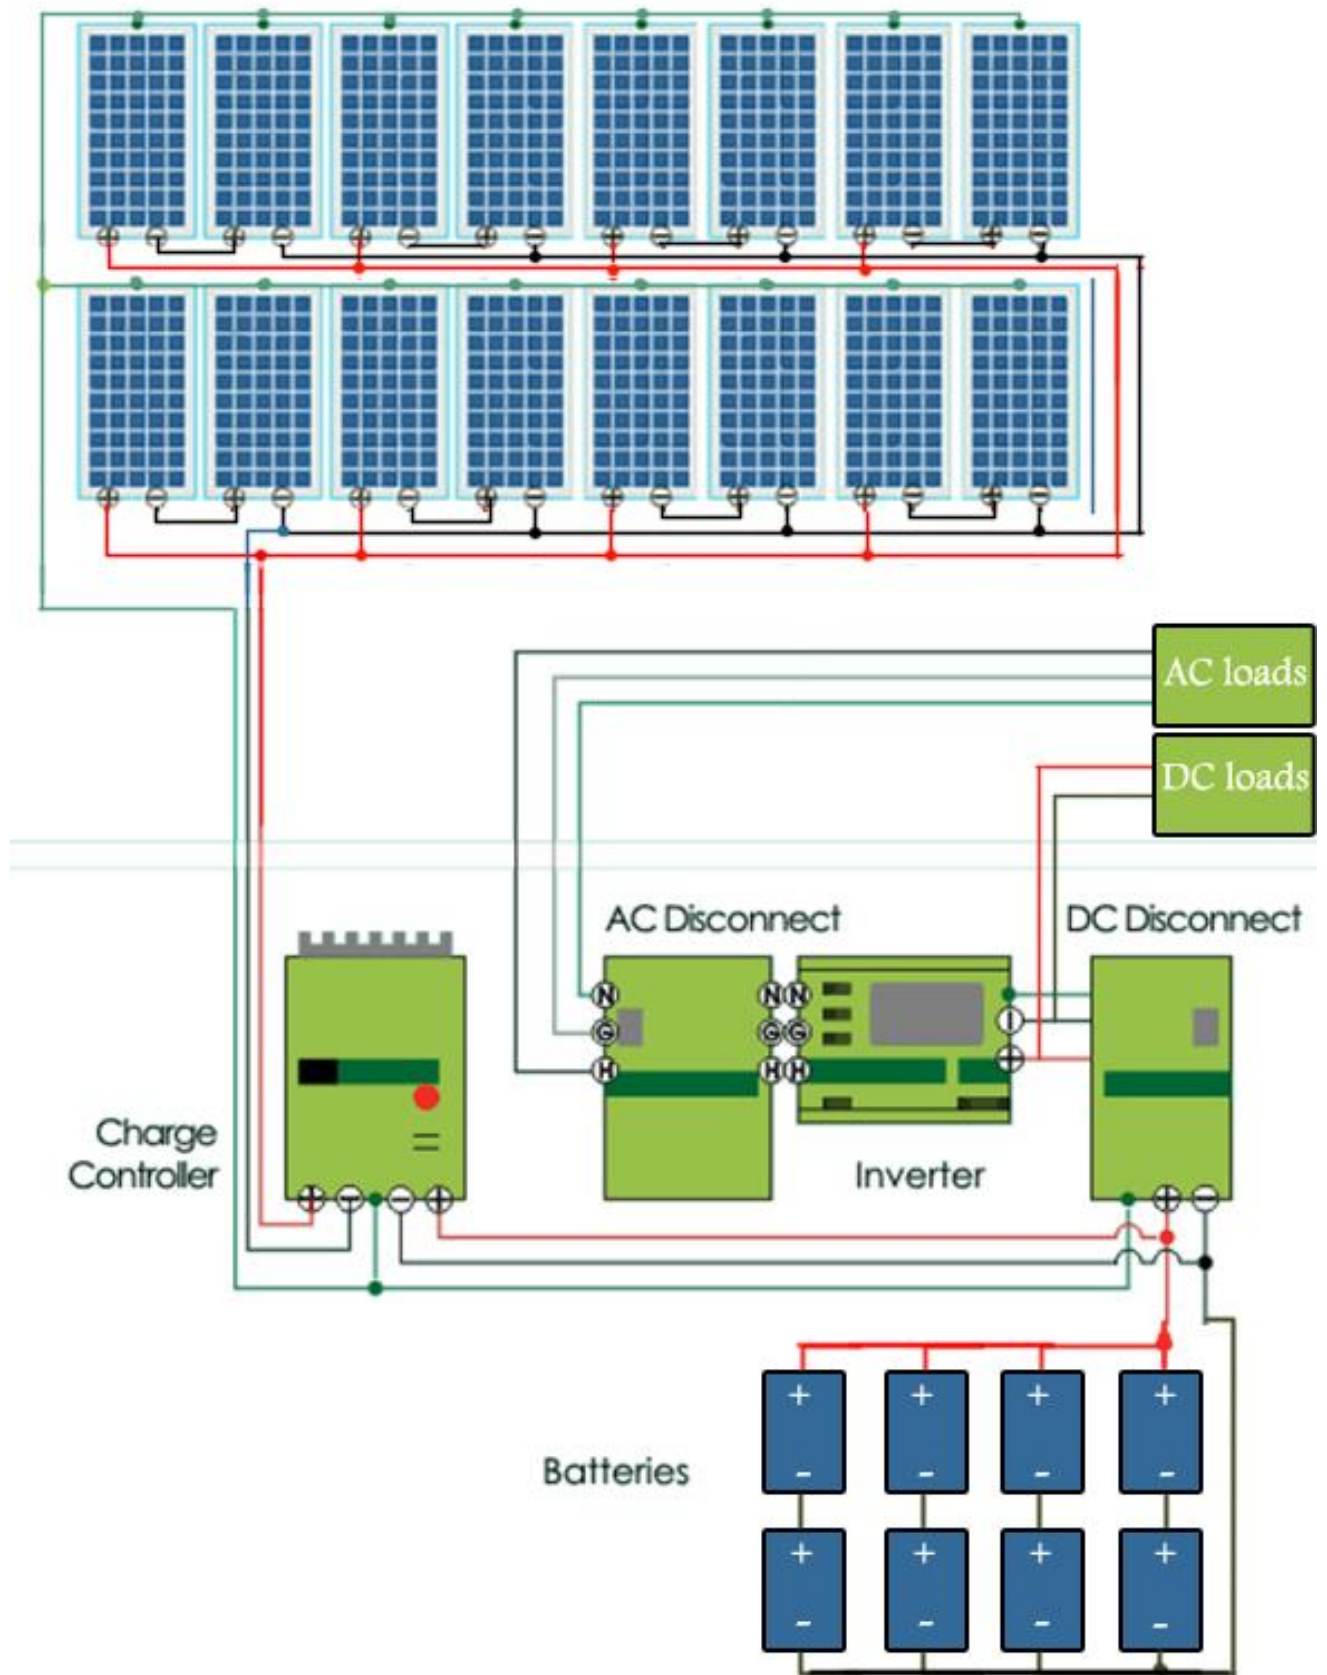 AC loads
DC loads
AC Disconnect
DC Disconnect
N
N
N
G
G
G
H
H
H
Charge
Controller
Inverter
Batteries
+ + + +
- - - -
+ + + +
- - - -